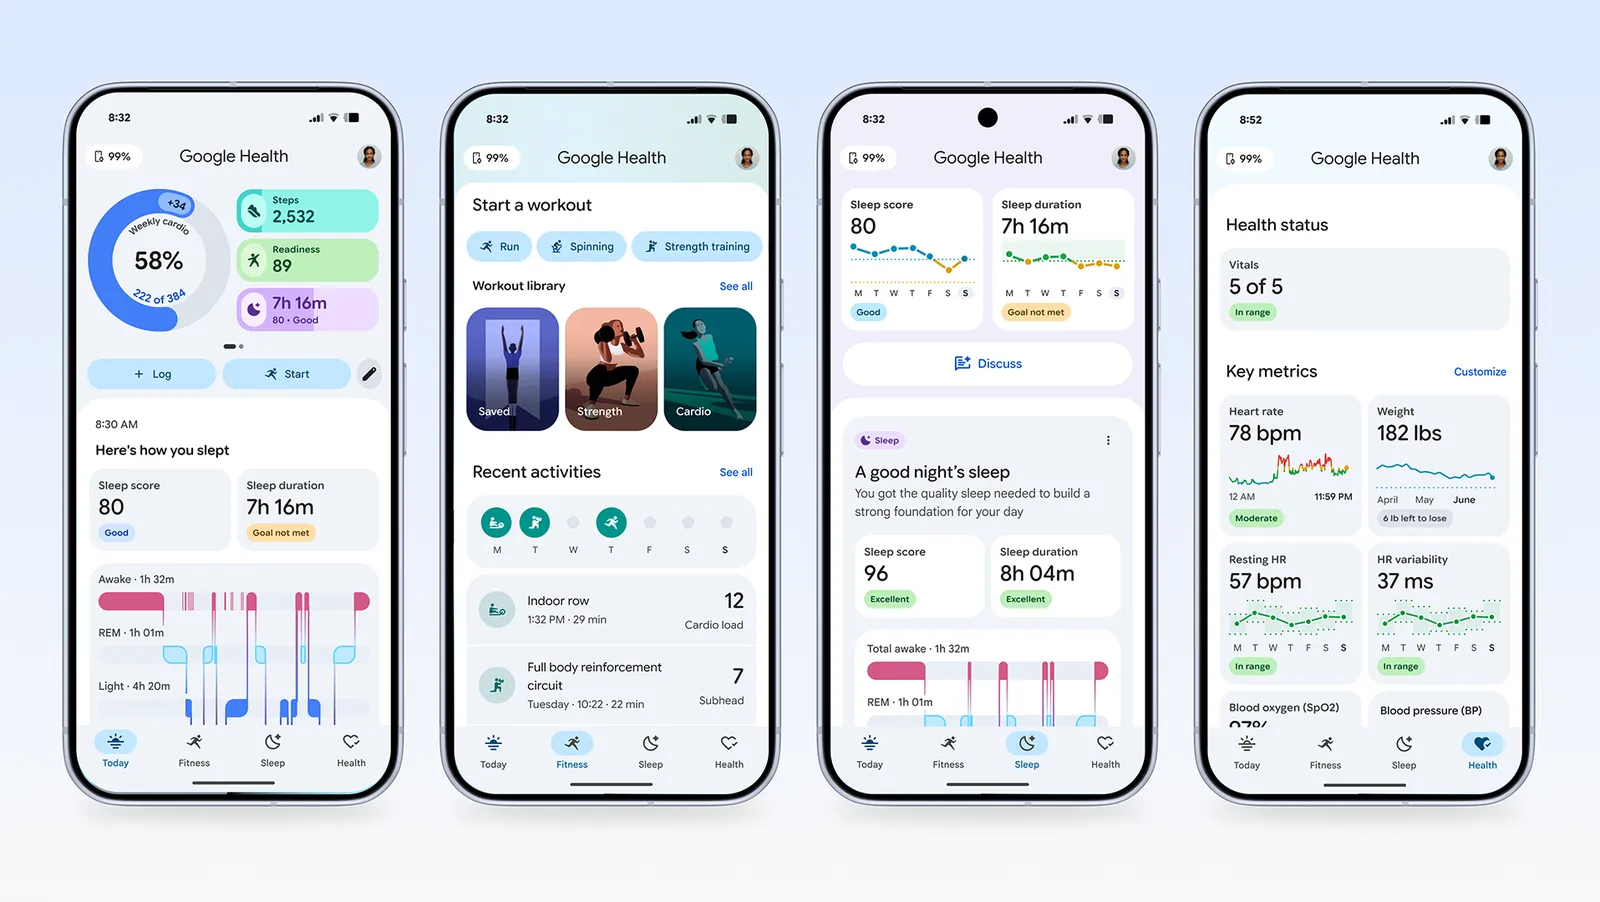 8:32
99%
Google Health
+34
Weekly cardio
58%
222 of 384
Steps
2,532
Readiness
89
7h 16m
80 • Good
+ Log
Start
8:30 AM
Here's how you slept
Sleep score
80
Good
Sleep duration
7h 16m
Goal not met
Awake · 1h 32m
REM · 1h 01m
Light · 4h 20m
Today
Fitness
Sleep
Health
8:32
99%
Google Health
Start a workout
Run
Spinning
Strength training
Workout library
See all
Saved
Strength
Cardio
Recent activities
See all
M T W T F S S
Indoor row
1:32 PM · 29 min
12
Cardio load
Full body reinforcement
circuit
Tuesday · 10:22 · 22 min
7
Subhead
Today
Fitness
Sleep
Health
8:32
99%
Google Health
Sleep score
80
M T W T F S S
Good
Sleep duration
7h 16m
M T W T F S S
Goal not met
Discuss
Sleep
A good night's sleep
You got the quality sleep needed to build a
strong foundation for your day
Sleep score
96
Excellent
Sleep duration
8h 04m
Excellent
Total awake · 1h 32m
REM · 1h 01m
Today
Fitness
Sleep
Health
8:52
99%
Google Health
Health status
Vitals
5 of 5
In range
Key metrics
Customize
Heart rate
78 bpm
12 AM
11:59 PM
Moderate
Weight
182 lbs
April May June
6 lb left to lose
Resting HR
57 bpm
M T W T F S S
In range
HR variability
37 ms
M T W T F S S
In range
Blood oxygen (SpO2)
97%
Blood pressure (BP)
Today
Fitness
Sleep
Health